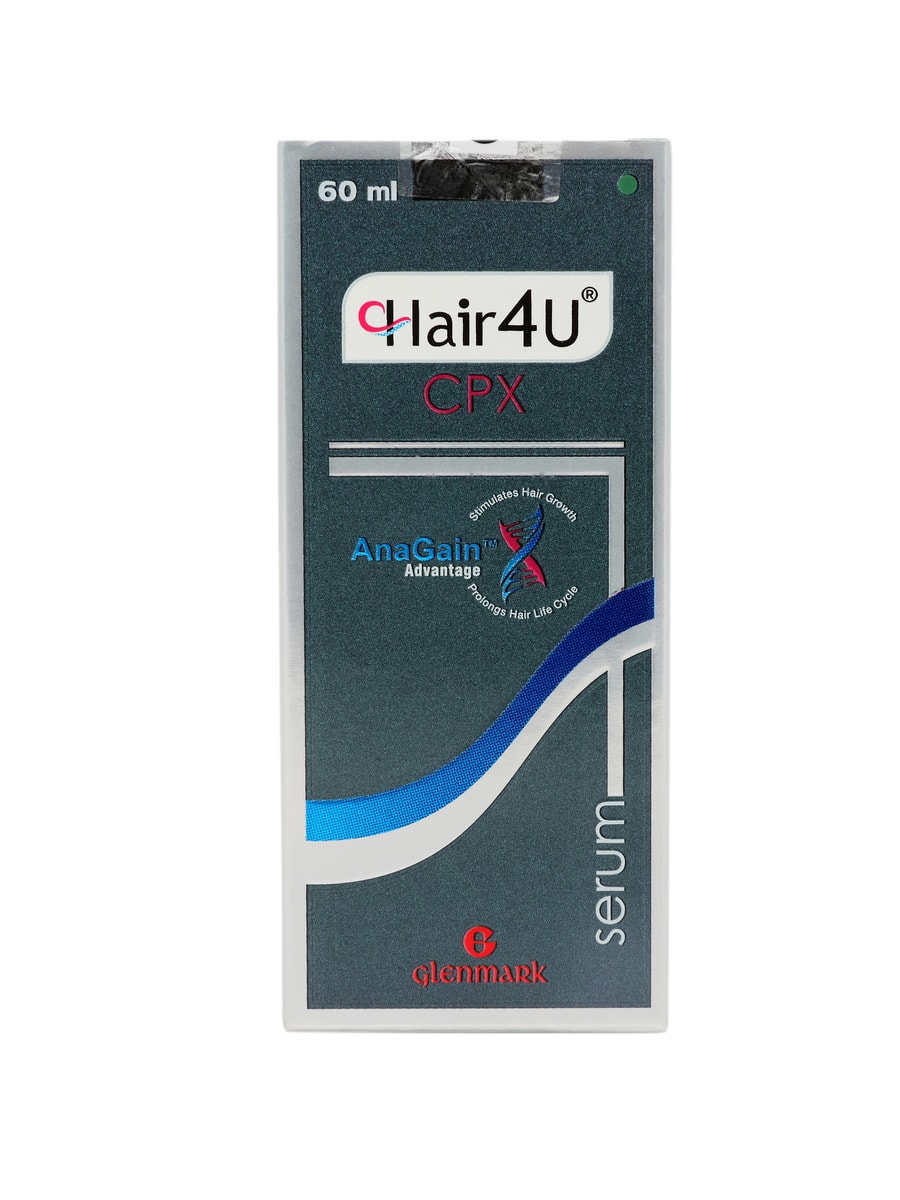 60 ml
Hair4U®
CPX
Stimulates Hair Growth
AnaGain™
Advantage
Prolongs Hair Life Cycle
serum
Glenmark